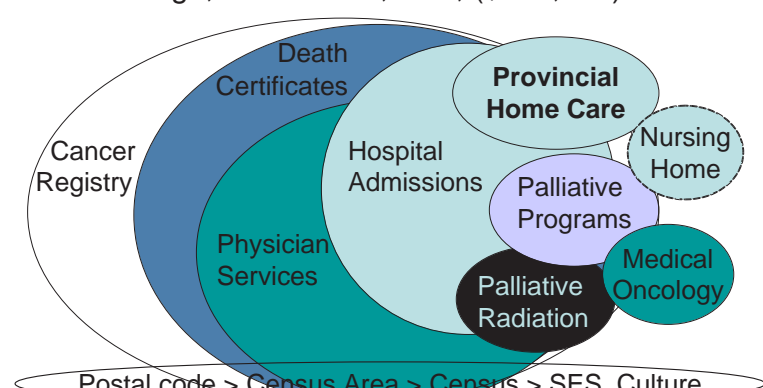 Death
Certificates
Provincial
Home Care
Cancer
Registry
Hospital
Admissions
Nursing
Home
Palliative
Programs
Physician
Services
Medical
Oncology
Palliative
Radiation
Postal code > Census Area > Census > SES, Culture